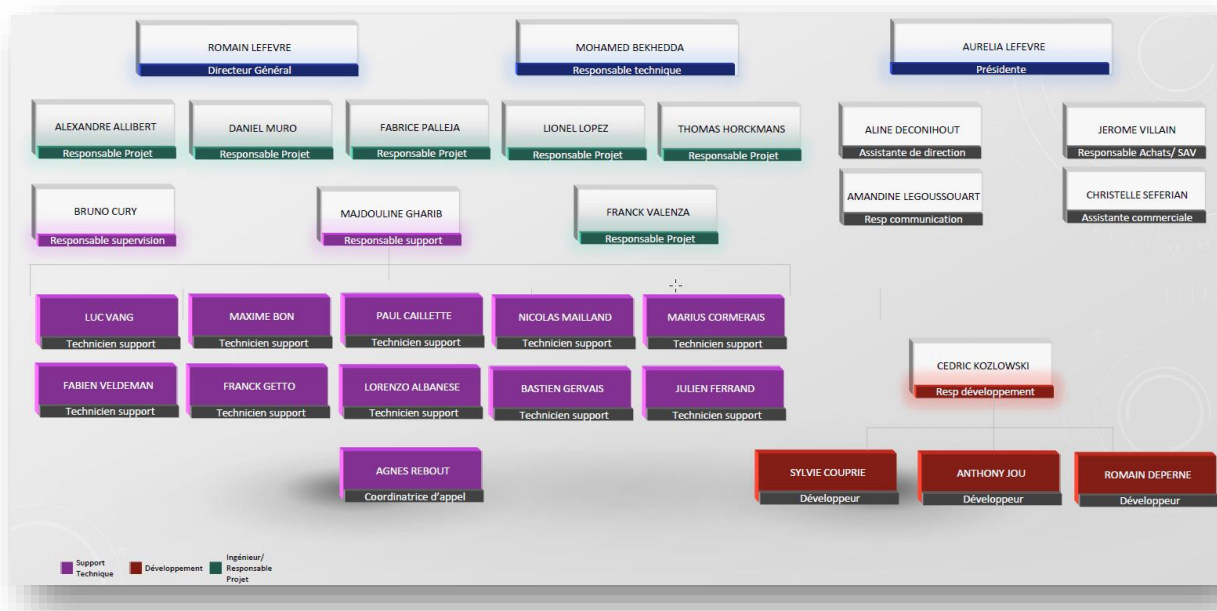 ROMAIN LEFEVRE
Directeur Général
MOHAMED BEKHEDDA
Responsable technique
AURELIA LEFEVRE
Présidente
ALEXANDRE ALLIBERT
Responsable Projet
DANIEL MURO
Responsable Projet
FABRICE PALLEJA
Responsable Projet
LIONEL LOPEZ
Responsable Projet
THOMAS HORCKMANS
Responsable Projet
ALINE DECONIHOUT
Assistante de direction
JEROME VILLAIN
Responsable Achats/ SAV
BRUNO CURY
Responsable supervision
MAJDOULINE GHARIB
Responsable support
FRANCK VALENZA
Responsable Projet
AMANDINE LEGOUSSOUART
Resp communication
CHRISTELLE SEFERIAN
Assistante commerciale
LUC VANG
Technicien support
MAXIME BON
Technicien support
PAUL CAILLETTE
Technicien support
NICOLAS MAILLAND
Technicien support
MARIUS CORMERAIS
Technicien support
FABIEN VELDEMAN
Technicien support
FRANCK GETTO
Technicien support
LORENZO ALBANESE
Technicien support
BASTIEN GERVAIS
Technicien support
JULIEN FERRAND
Technicien support
CEDRIC KOZLOWSKI
Resp développement
AGNES REBOUT
Coordinatrice d'appel
SYLVIE COUPRIE
Développeur
ANTHONY JOU
Développeur
ROMAIN DEPERNE
Développeur
Support
Technique
Développement
Ingénieur/
Responsable
Projet